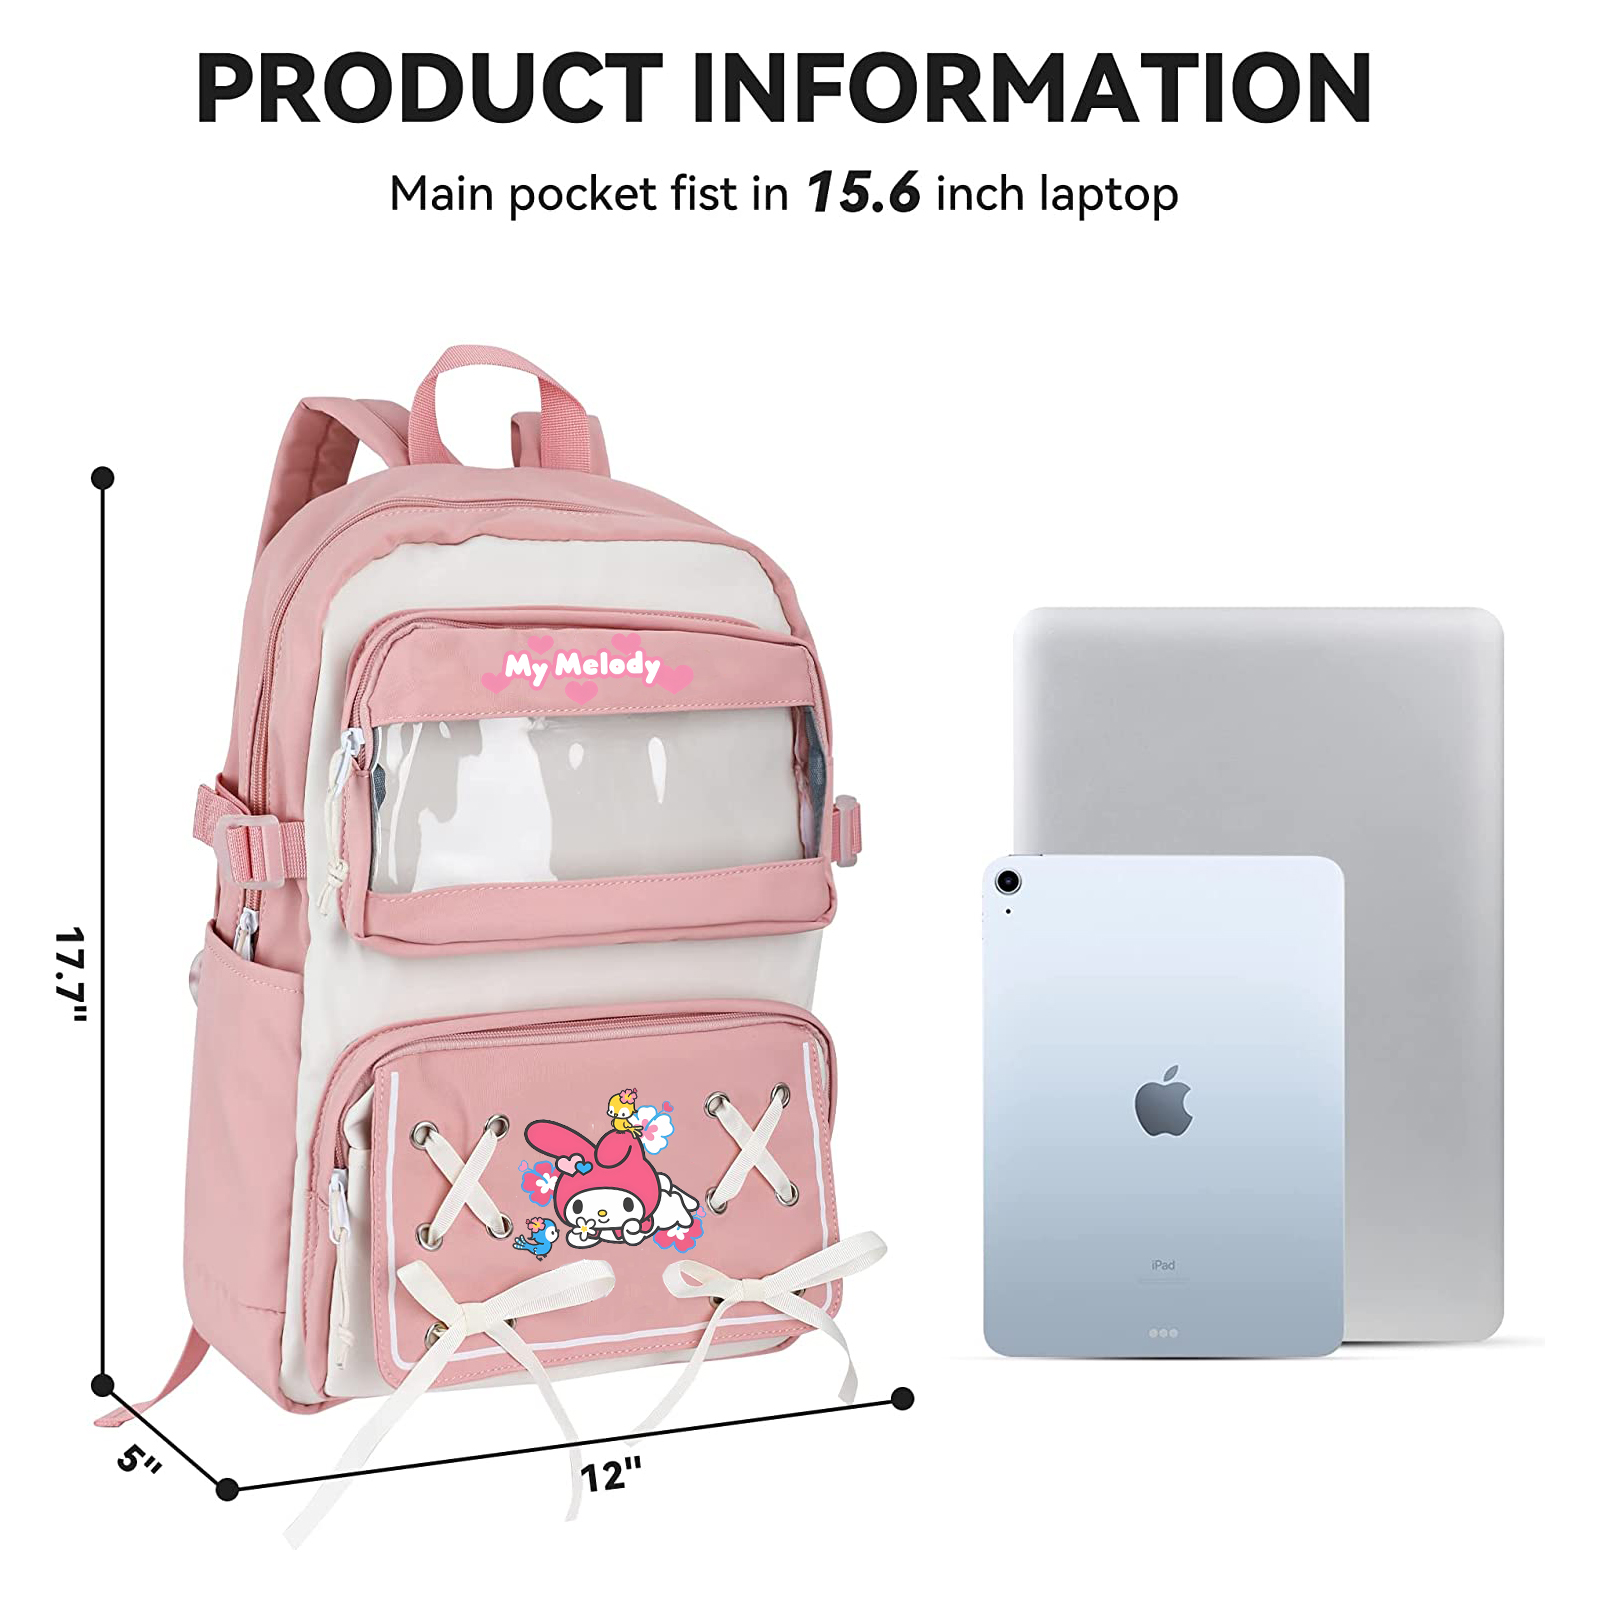 PRODUCT INFORMATION
Main pocket fist in 15.6 inch laptop
My Melody
17.7"
5"
12"
iPad